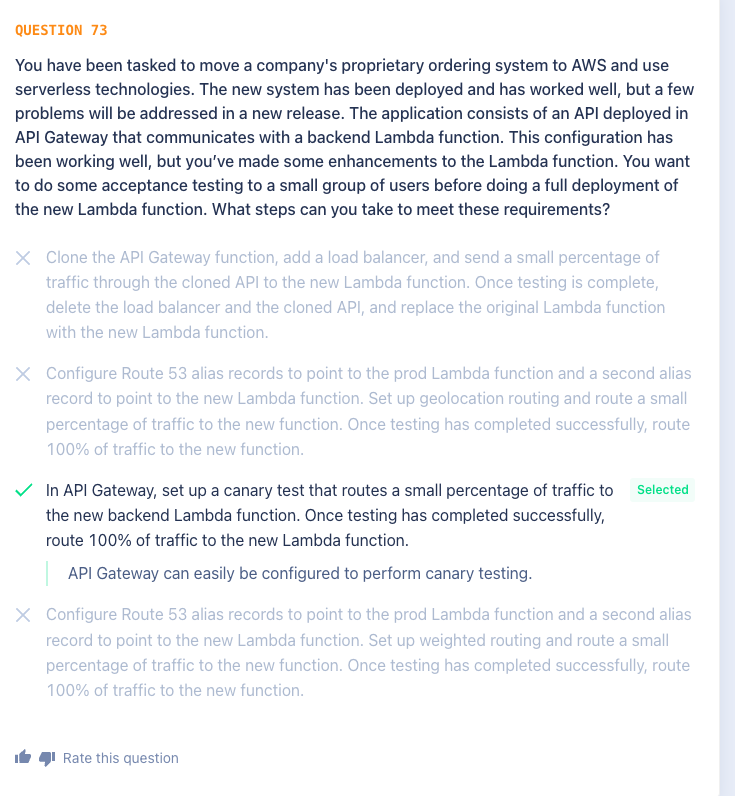 QUESTION 73
You have been tasked to move a company's proprietary ordering system to AWS and use
serverless technologies. The new system has been deployed and has worked well, but a few
problems will be addressed in a new release. The application consists of an API deployed in
API Gateway that communicates with a backend Lambda function. This configuration has
been working well, but you’ve made some enhancements to the Lambda function. You want
to do some acceptance testing to a small group of users before doing a full deployment of
the new Lambda function. What steps can you take to meet these requirements?
Clone the API Gateway function, add a load balancer, and send a small percentage of
traffic through the cloned API to the new Lambda function. Once testing is complete,
delete the load balancer and the cloned API, and replace the original Lambda function
with the new Lambda function.
Configure Route 53 alias records to point to the prod Lambda function and a second alias
record to point to the new Lambda function. Set up geolocation routing and route a small
percentage of traffic to the new function. Once testing has completed successfully, route
100% of traffic to the new function.
In API Gateway, set up a canary test that routes a small percentage of traffic to
the new backend Lambda function. Once testing has completed successfully,
route 100% of traffic to the new Lambda function.
Selected
API Gateway can easily be configured to perform canary testing.
Configure Route 53 alias records to point to the prod Lambda function and a second alias
record to point to the new Lambda function. Set up weighted routing and route a small
percentage of traffic to the new function. Once testing has completed successfully, route
100% of traffic to the new function.
Rate this question